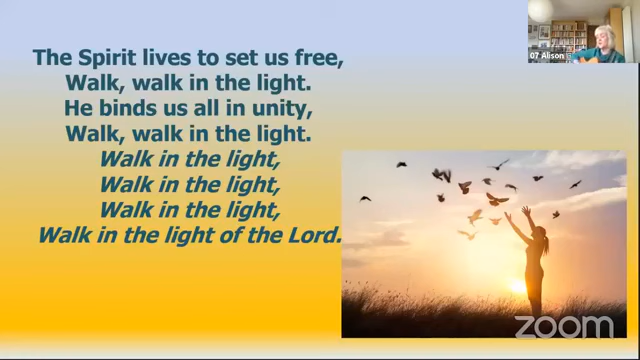 The Spirit lives to set us free,
Walk, walk in the light.
He binds us all in unity,
Walk, walk in the light.
Walk in the light,
Walk in the light,
Walk in the light,
Walk in the light of the Lord.
07 Alison
zoom